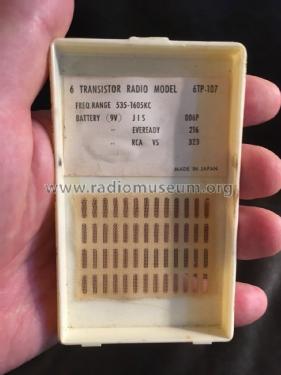 6 TRANSISTOR RADIO MODEL 6TP-107
FREQ. RANGE 535-1605KC
BATTERY (9V) JIS 006P
〃 EVEREADY 216
〃 RCA VS 323
MADE IN JAPAN
www.radiomuseum.org